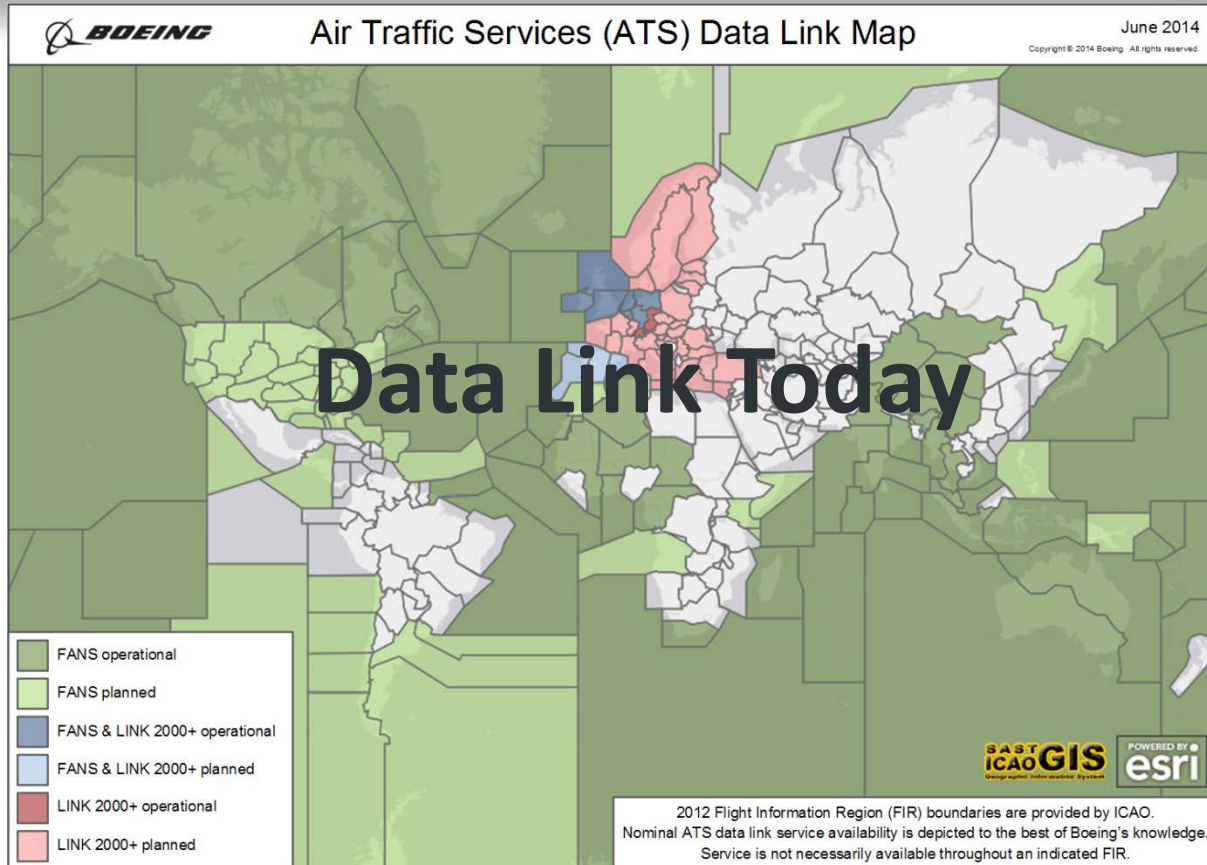 BOEING
Air Traffic Services (ATS) Data Link Map
June 2014
Copyright © 2014 Boeing. All rights reserved.
Data Link Today
FANS operational
FANS planned
FANS & LINK 2000+ operational
FANS & LINK 2000+ planned
LINK 2000+ operational
LINK 2000+ planned
SAST
ICAO GIS
Geographic Information System
POWERED BY
esri
2012 Flight Information Region (FIR) boundaries are provided by ICAO.
Nominal ATS data link service availability is depicted to the best of Boeing's knowledge.
Service is not necessarily available throughout an indicated FIR.